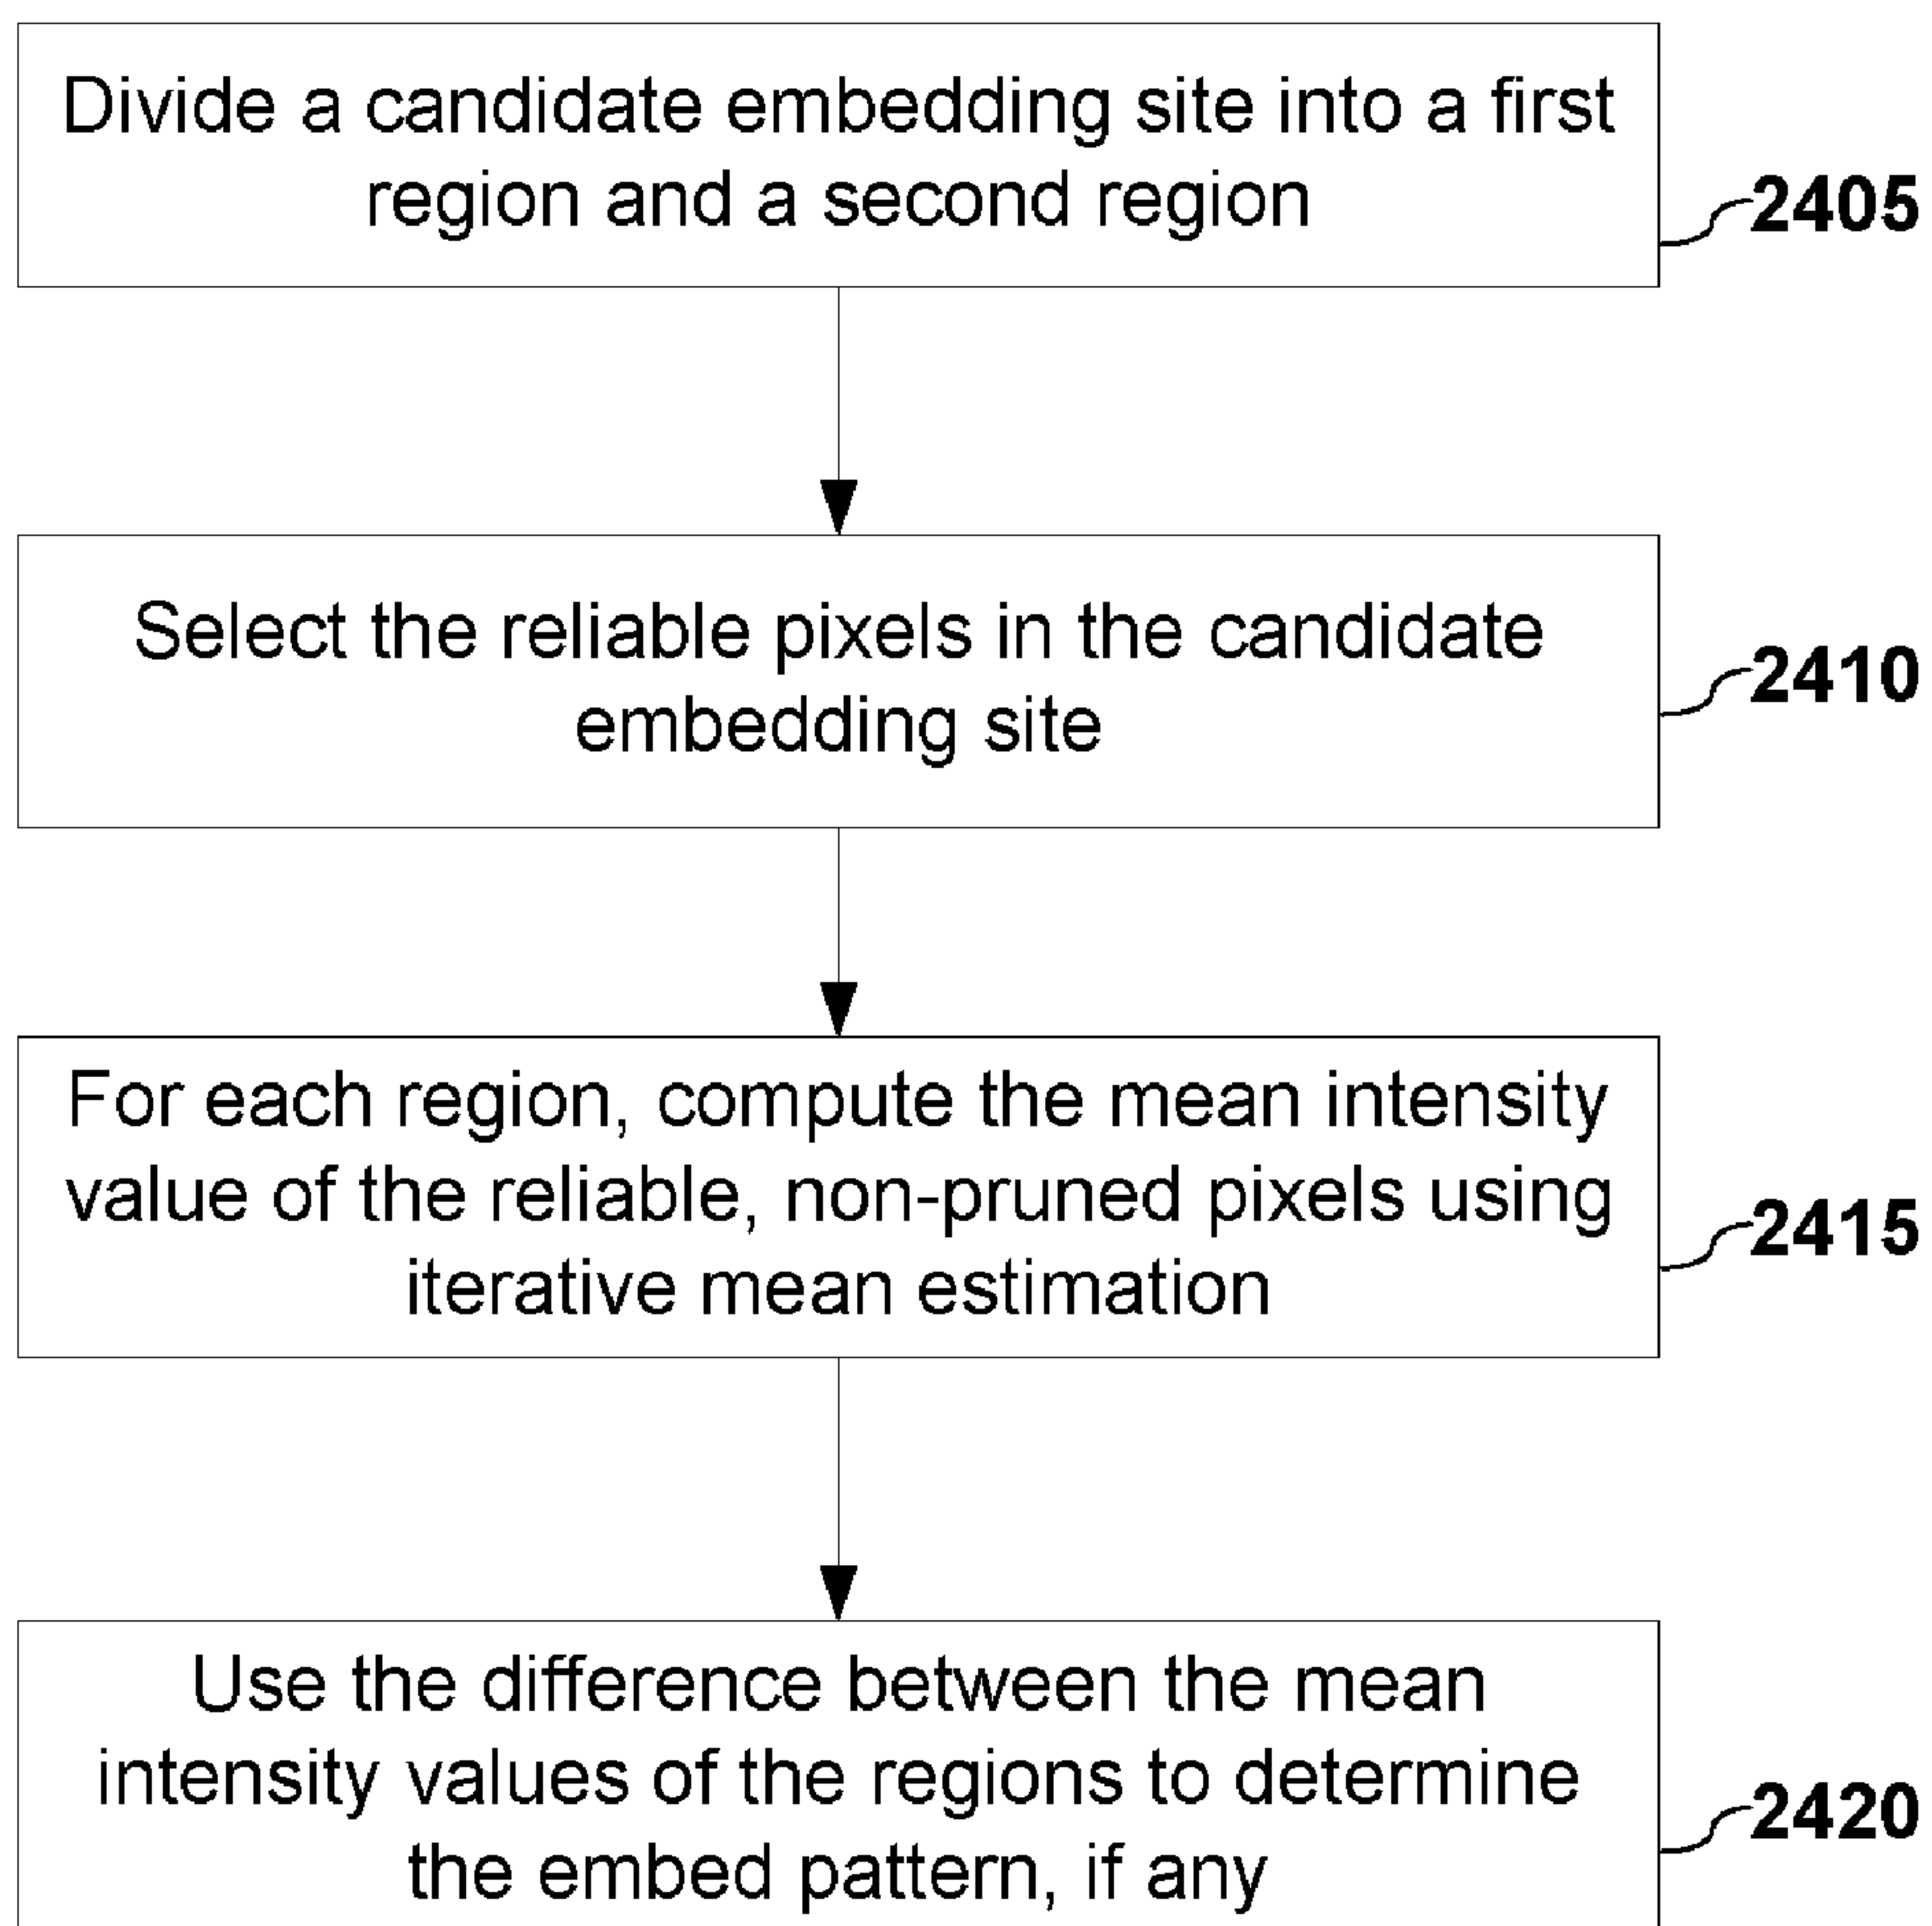 Divide a candidate embedding site into a first
region and a second region
2405
Select the reliable pixels in the candidate
embedding site
2410
For each region, compute the mean intensity
value of the reliable, non-pruned pixels using
iterative mean estimation
2415
Use the difference between the mean
intensity values of the regions to determine
the embed pattern, if any
2420